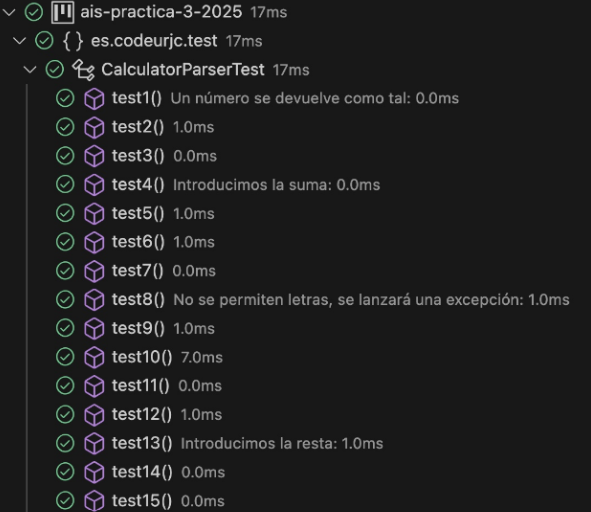 ais-practica-3-2025 17ms
{} es.codeurjc.test 17ms
CalculatorParserTest 17ms
test1() Un número se devuelve como tal: 0.0ms
test2() 1.0ms
test3() 0.0ms
test4() Introducimos la suma: 0.0ms
test5() 1.0ms
test6() 1.0ms
test7() 0.0ms
test8() No se permiten letras, se lanzará una excepción: 1.0ms
test9() 1.0ms
test10() 7.0ms
test11() 0.0ms
test12() 1.0ms
test13() Introducimos la resta: 1.0ms
test14() 0.0ms
test15() 0.0ms